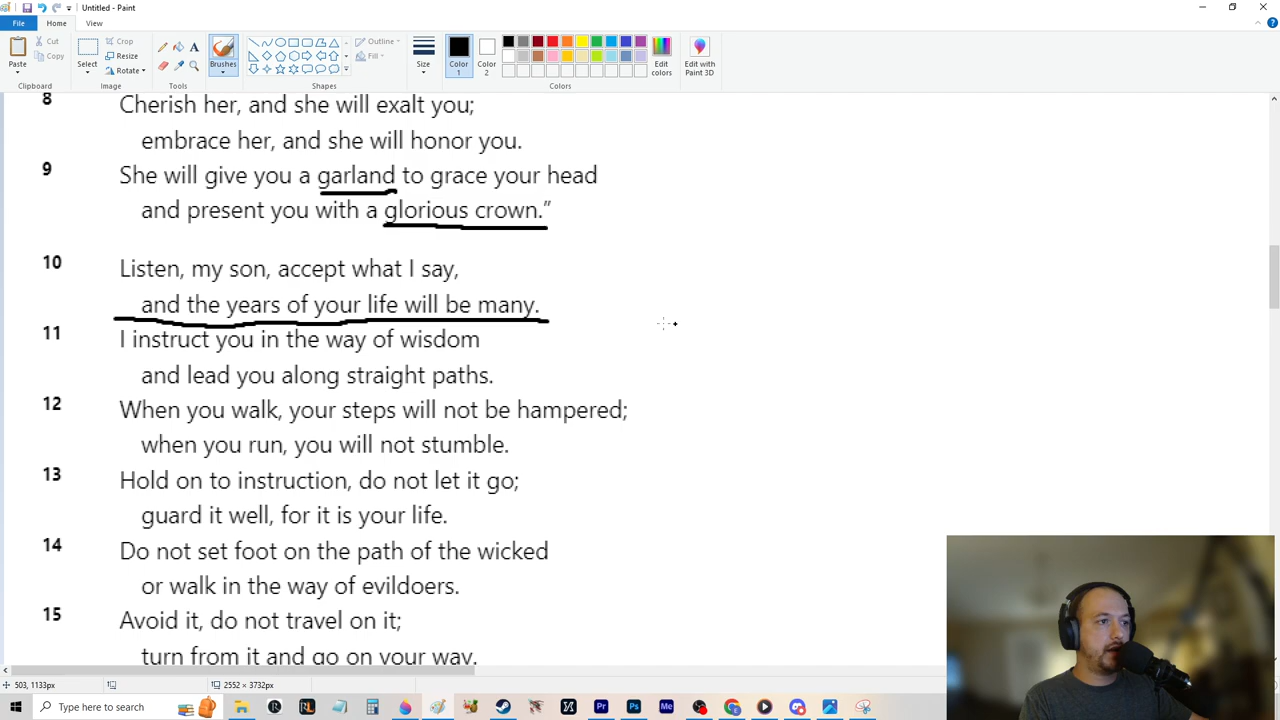 Untitled - Paint
File
Home
View
Paste
Cut
Copy
Clipboard
Select
Crop
Resize
Rotate
Image
Tools
Brushes
Outline
Fill
Shapes
Size
Color 1
Color 2
Edit colors
Colors
Edit with Paint 3D
8 Cherish her, and she will exalt you;
embrace her, and she will honor you.
9 She will give you a garland to grace your head
and present you with a glorious crown.”
10 Listen, my son, accept what I say,
and the years of your life will be many.
11 I instruct you in the way of wisdom
and lead you along straight paths.
12 When you walk, your steps will not be hampered;
when you run, you will not stumble.
13 Hold on to instruction, do not let it go;
guard it well, for it is your life.
14 Do not set foot on the path of the wicked
or walk in the way of evildoers.
15 Avoid it, do not travel on it;
turn from it and go on your way.
503, 1133px
2552 × 3732px
Type here to search
Pr
Ps
Me